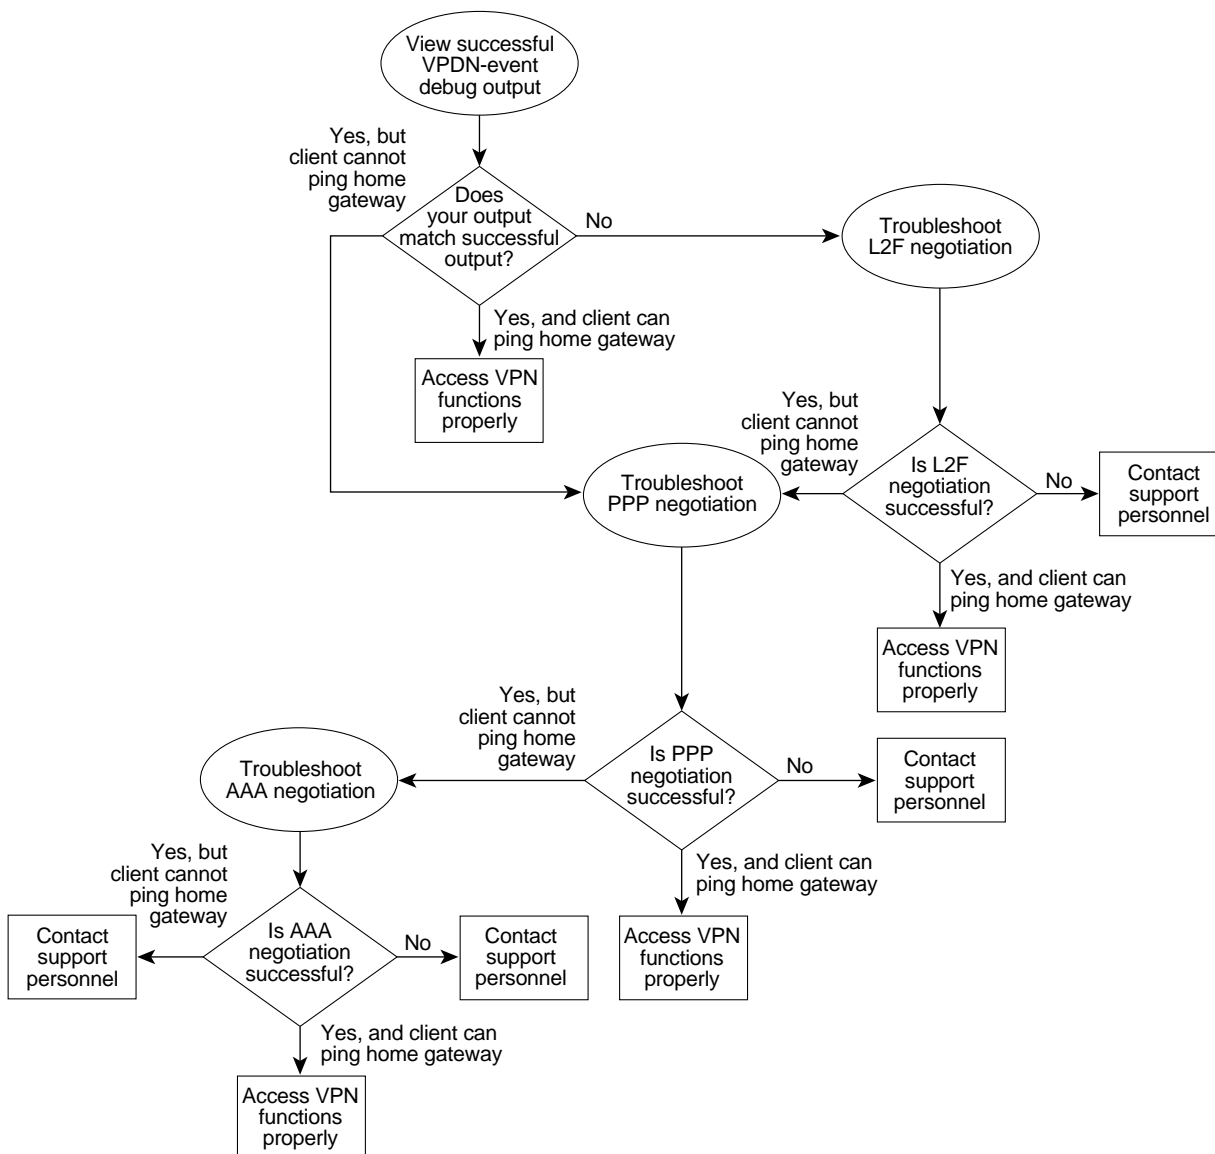 View successful
VPDN-event
debug output
Yes, but
client cannot
ping home
gateway
Does
your output
match successful
output?
No
Troubleshoot
L2F negotiation
Yes, and client can
ping home gateway
Access VPN
functions
properly
Yes, but
client cannot
ping home
gateway
Is L2F
negotiation
successful?
No
Contact
support
personnel
Troubleshoot
PPP negotiation
Yes, and client can
ping home gateway
Access VPN
functions
properly
Yes, but
client cannot
ping home
gateway
Is PPP
negotiation
successful?
No
Contact
support
personnel
Troubleshoot
AAA negotiation
Yes, and client can
ping home gateway
Access VPN
functions
properly
Yes, but
client cannot
ping home
gateway
Contact
support
personnel
Is AAA
negotiation
successful?
No
Contact
support
personnel
Yes, and client can
ping home gateway
Access VPN
functions
properly